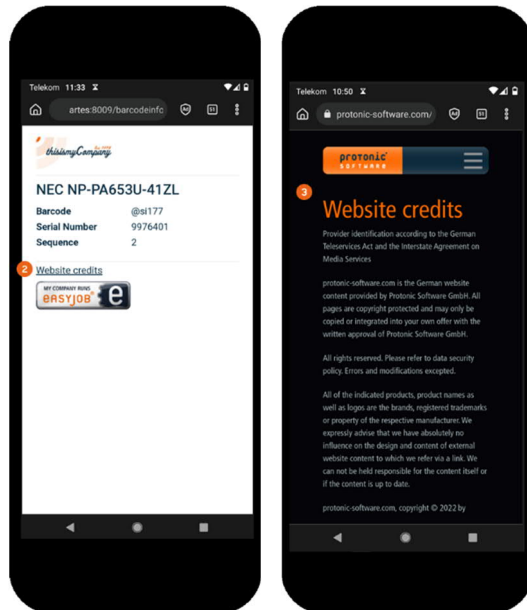 Telekom 11:33
artes:8009/barcodeinfo
thisismyCompany
NEC NP-PA653U-41ZL
Barcode @si177
Serial Number 9976401
Sequence 2
2 Website credits
MY COMPANY RUNS
easyjob e
Telekom 10:50
protonic-software.com/
protonic
SOFTWARE
3
Website credits
Provider identification according to the German
Teleservices Act and the Interstate Agreement on
Media Services
protonic-software.com is the German website
content provided by Protonic Software GmbH. All
pages are copyright protected and may only be
copied or integrated into your own offer with the
written approval of Protonic Software GmbH.
All rights reserved. Please refer to data security
policy. Errors and modifications excepted.
All of the indicated products, product names as
well as logos are the brands, registered trademarks
or property of the respective manufacturer. We
expressly advise that we have absolutely no
influence on the design and content of external
website content to which we refer via a link. We
can not be held responsible for the content itself or
if the content is up to date.
protonic-software.com, copyright © 2022 by